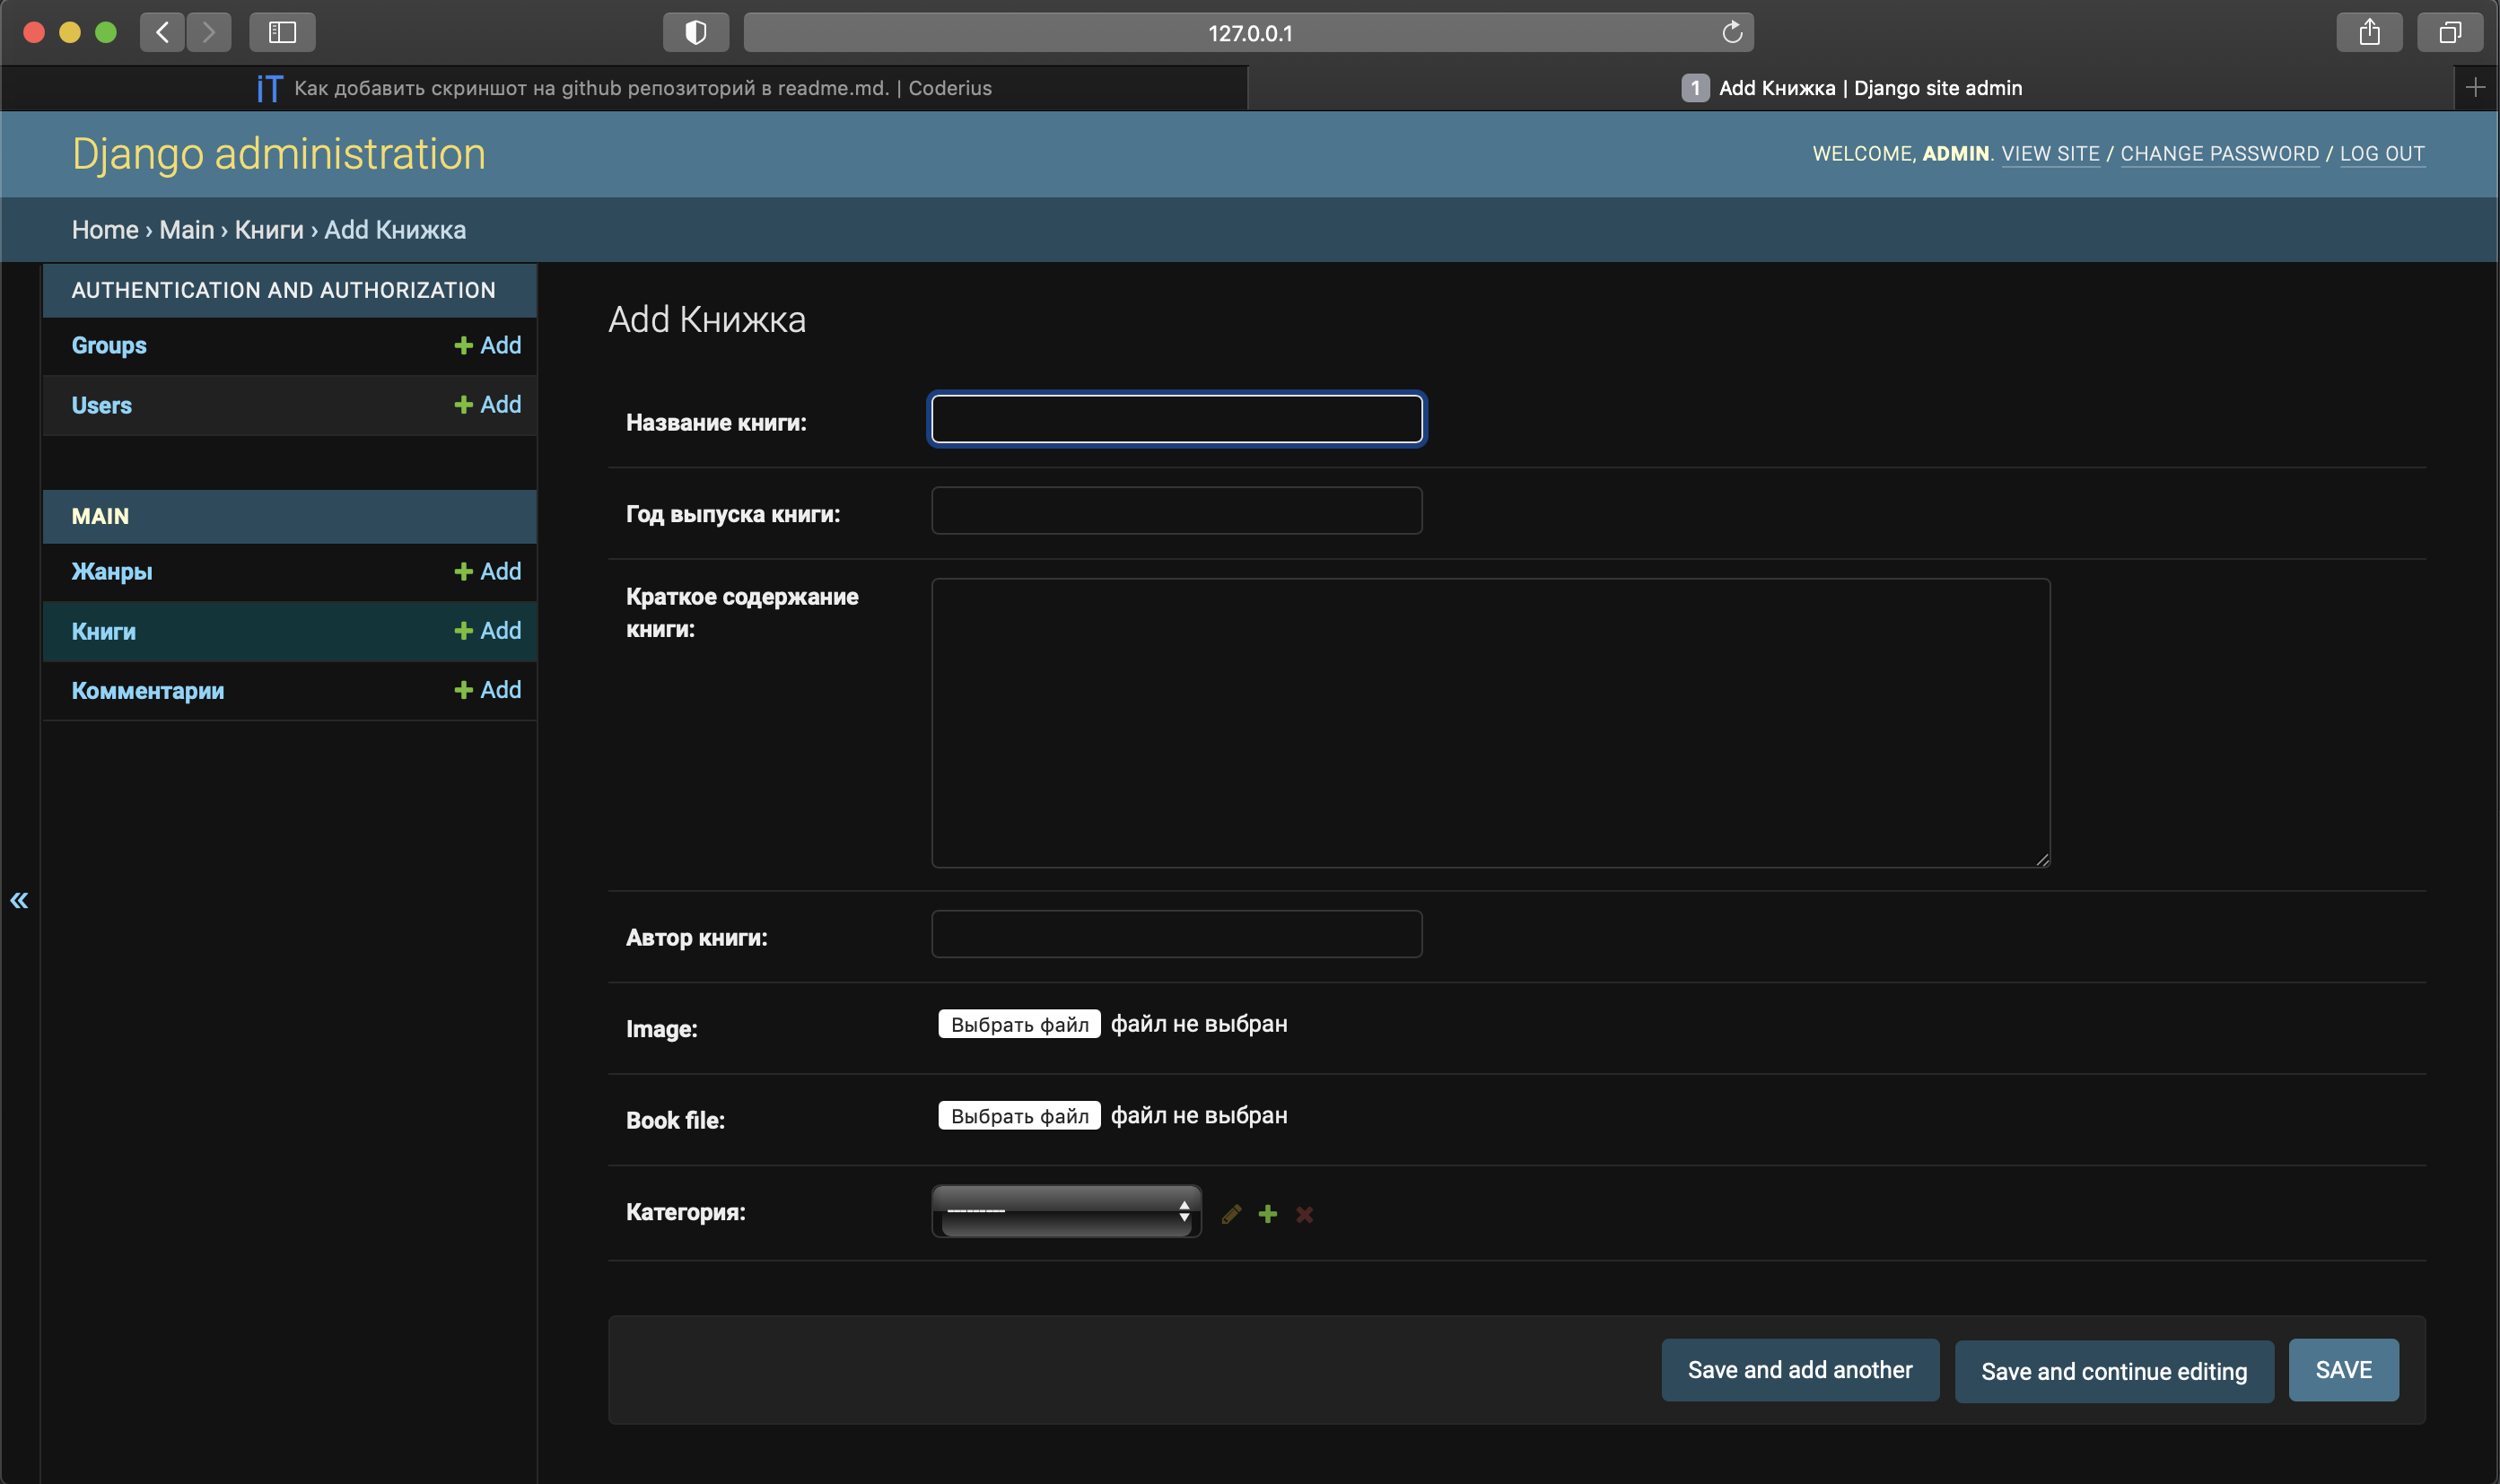 127.0.0.1
iT Как добавить скриншот на github репозиторий в readme.md. | Coderius
1 Add Книжка | Django site admin
Django administration
WELCOME, ADMIN. VIEW SITE / CHANGE PASSWORD / LOG OUT
Home › Main › Книги › Add Книжка
AUTHENTICATION AND AUTHORIZATION
Groups + Add
Users + Add
MAIN
Жанры + Add
Книги + Add
Комментарии + Add
«
Add Книжка
Название книги:
Год выпуска книги:
Краткое содержание
книги:
Автор книги:
Image: Выбрать файл файл не выбран
Book file: Выбрать файл файл не выбран
Категория: ---------
Save and add another Save and continue editing SAVE